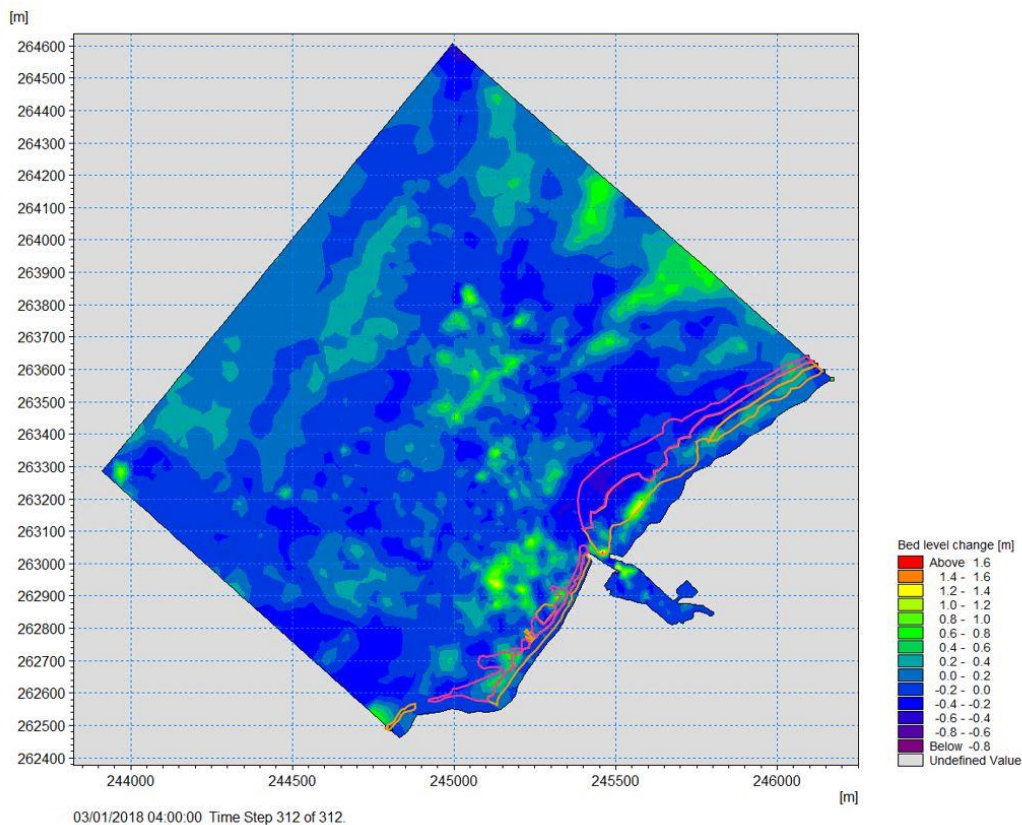 [m]
264600
264500
264400
264300
264200
264100
264000
263900
263800
263700
263600
263500
263400
263300
263200
263100
263000
262900
262800
262700
262600
262500
262400
244000 244500 245000 245500 246000
[m]
03/01/2018 04:00:00 Time Step 312 of 312.
Bed level change [m]
Above 1.6
1.4 - 1.6
1.2 - 1.4
1.0 - 1.2
0.8 - 1.0
0.6 - 0.8
0.4 - 0.6
0.2 - 0.4
0.0 - 0.2
-0.2 - 0.0
-0.4 - -0.2
-0.6 - -0.4
-0.8 - -0.6
Below -0.8
Undefined Value